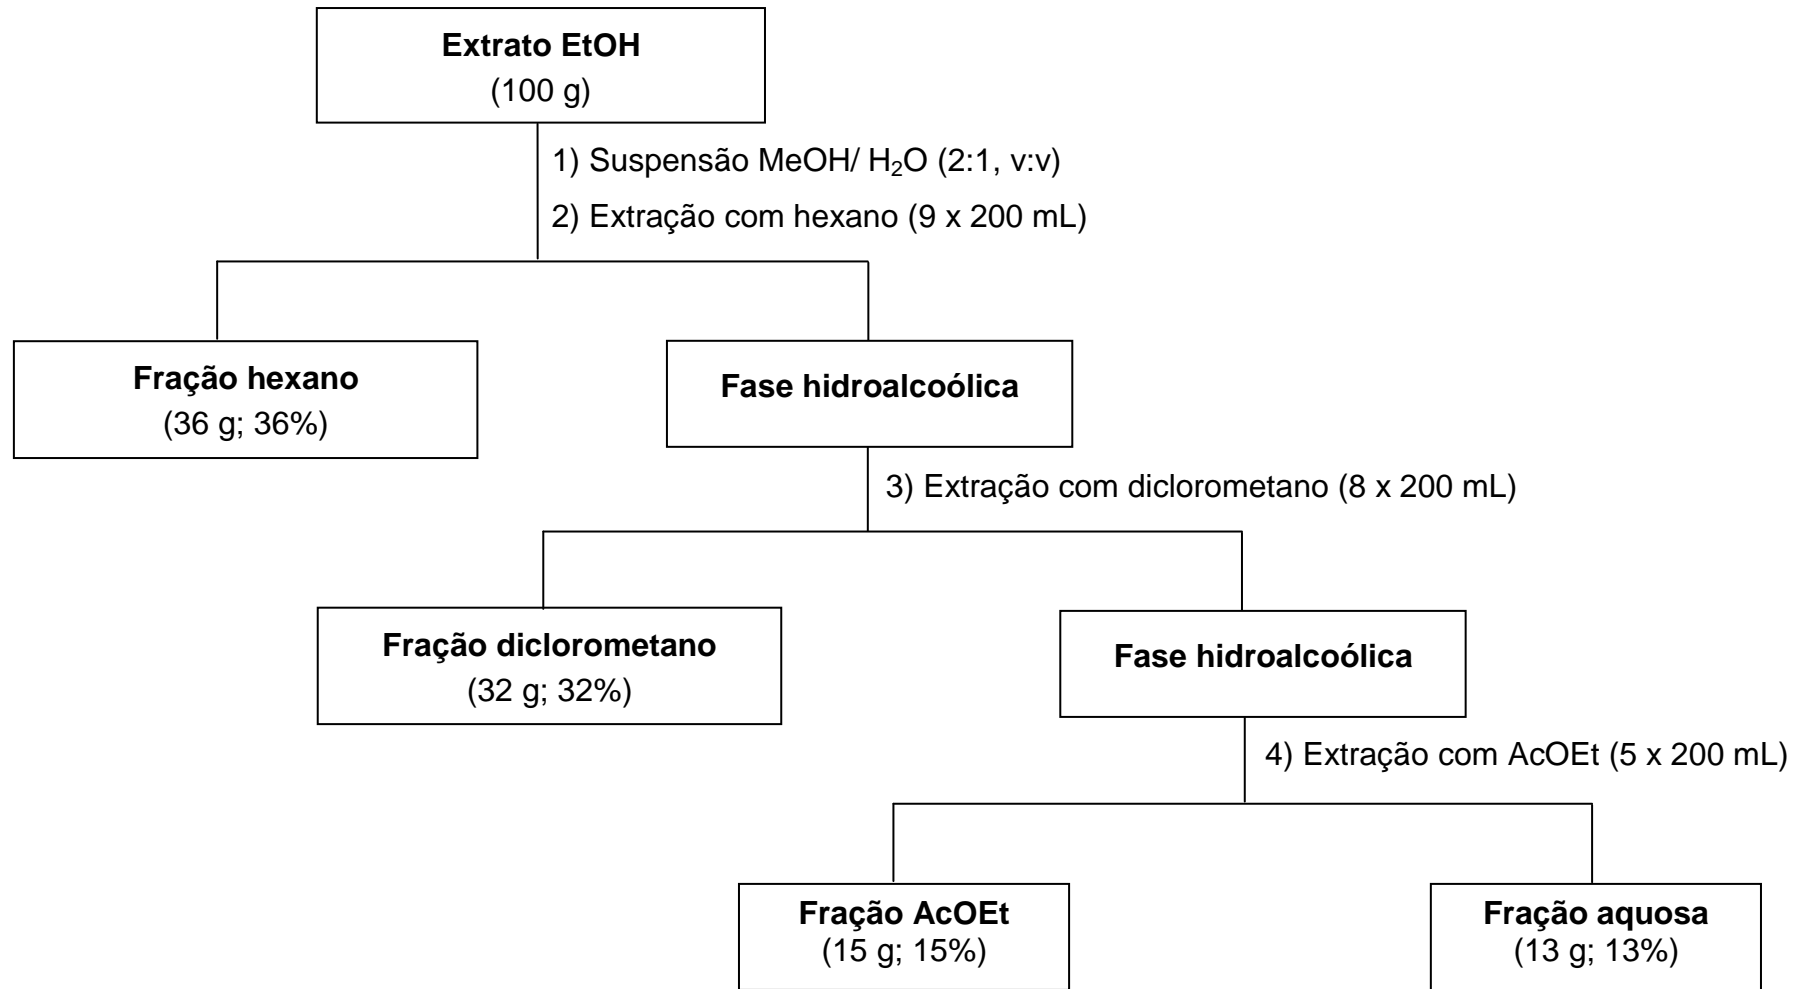 Extrato EtOH
(100 g)
1) Suspensão MeOH/ H₂O (2:1, v:v)
2) Extração com hexano (9 x 200 mL)
Fração hexano
(36 g; 36%)
Fase hidroalcoólica
3) Extração com diclorometano (8 x 200 mL)
Fração diclorometano
(32 g; 32%)
Fase hidroalcoólica
4) Extração com AcOEt (5 x 200 mL)
Fração AcOEt
(15 g; 15%)
Fração aquosa
(13 g; 13%)